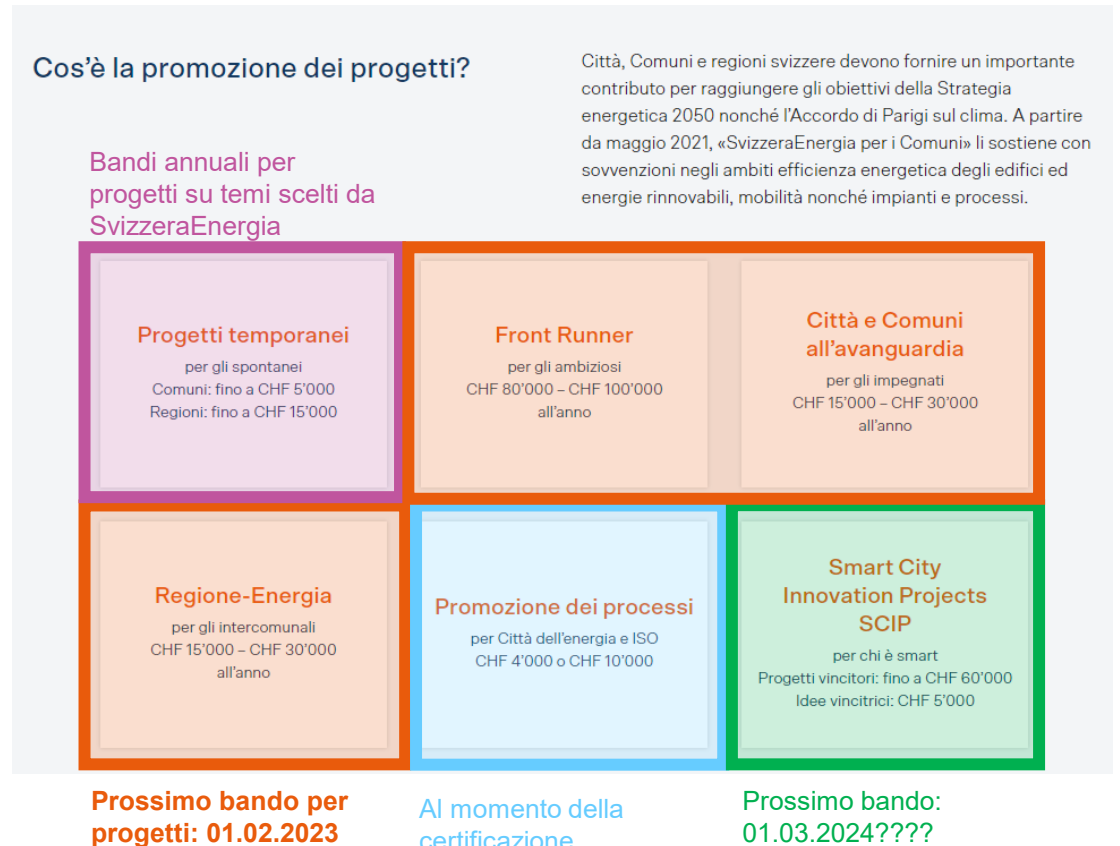 Cos'è la promozione dei progetti?
Città, Comuni e regioni svizzere devono fornire un importante
contributo per raggiungere gli obiettivi della Strategia
energetica 2050 nonché l'Accordo di Parigi sul clima. A partire
da maggio 2021, «SvizzeraEnergia per i Comuni» li sostiene con
sovvenzioni negli ambiti efficienza energetica degli edifici ed
energie rinnovabili, mobilità nonché impianti e processi.
Bandi annuali per
progetti su temi scelti da
SvizzeraEnergia
Progetti temporanei
per gli spontanei
Comuni: fino a CHF 5'000
Regioni: fino a CHF 15'000
Front Runner
per gli ambiziosi
CHF 80'000 – CHF 100'000
all'anno
Città e Comuni
all'avanguardia
per gli impegnati
CHF 15'000 – CHF 30'000
all'anno
Regione-Energia
per gli intercomunali
CHF 15'000 – CHF 30'000
all'anno
Promozione dei processi
per Città dell'energia e ISO
CHF 4'000 o CHF 10'000
Smart City
Innovation Projects
SCIP
per chi è smart
Progetti vincitori: fino a CHF 60'000
Idee vincitrici: CHF 5'000
Prossimo bando per
progetti: 01.02.2023
Al momento della
certificazione
Prossimo bando:
01.03.2024????